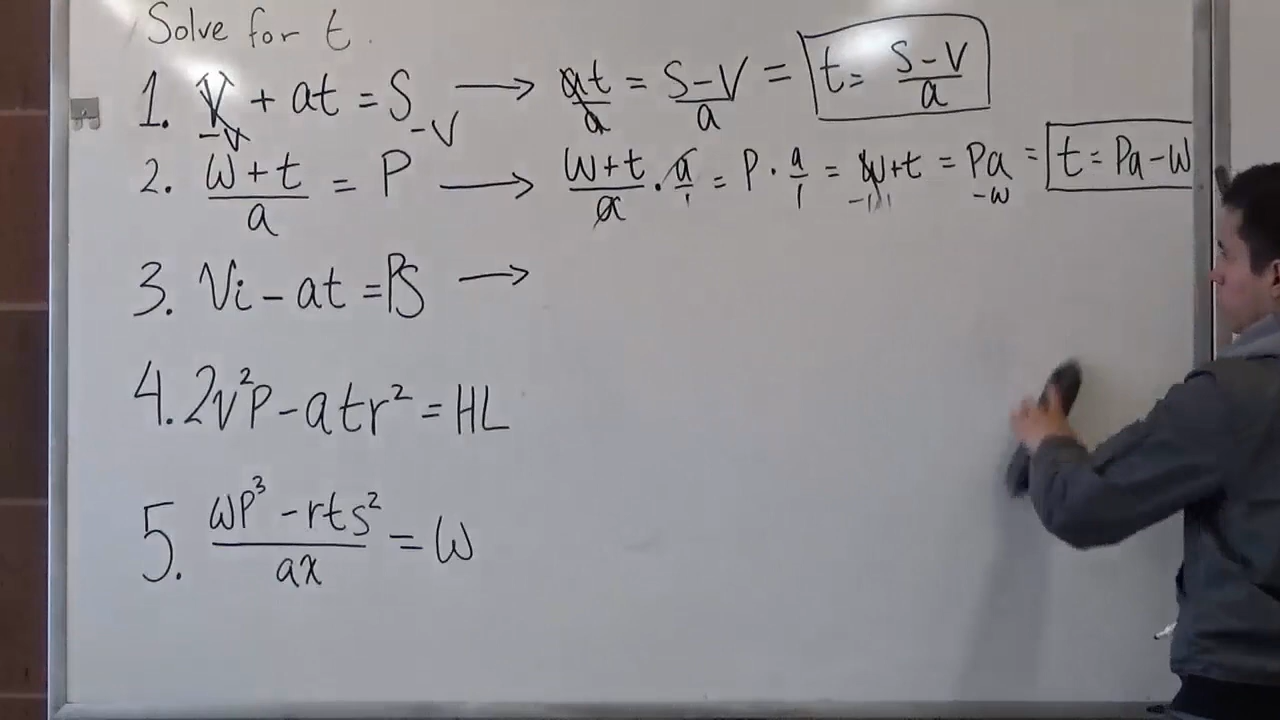 Solve for t.
1. V + at = S → at = S-V = t = S-V
-V -V a a a
2. W+t = P → W+t · a = P · a = W+t = Pa = t = Pa-W
a a 1 1 -W
3. Vi - at = PS →
4. 2V²P - atr² = HL
5. WP³ - rts² = W
ax